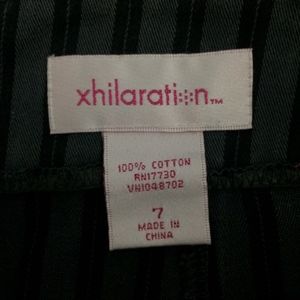 xhilaration™
100% COTTON
RN17730
VN1048702
7
MADE IN
CHINA